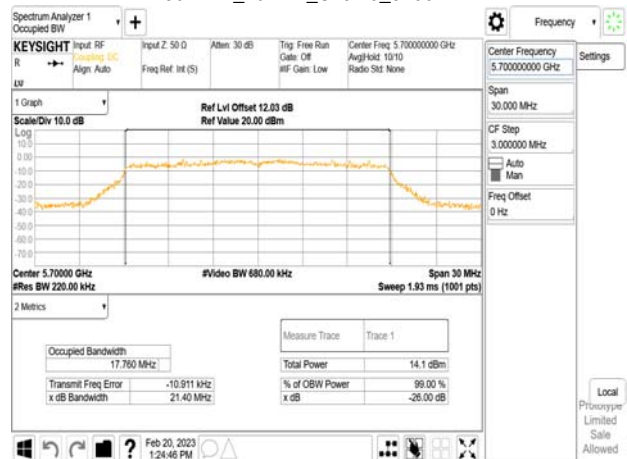 Spectrum Analyzer 1
Occupied BW
Frequency
KEYSIGHT
R
Input: RF
Coupling: DC
Align: Auto
Input Z: 50 Ω
Freq Ref: Int (S)
Atten: 30 dB
Trig: Free Run
Gate: Off
#IF Gain: Low
Center Freq: 5.700000000 GHz
Avg|Hold: 10/10
Radio Std: None
Center Frequency
5.700000000 GHz
Settings
Span
30.000 MHz
CF Step
3.000000 MHz
Auto
Man
Freq Offset
0 Hz
1 Graph
Scale/Div 10.0 dB
Ref Lvl Offset 12.03 dB
Ref Value 20.00 dBm
Log
10.0
0.00
-10.0
-20.0
-30.0
-40.0
-50.0
-60.0
-70.0
Center 5.70000 GHz
#Res BW 220.00 kHz
#Video BW 680.00 kHz
Span 30 MHz
Sweep 1.93 ms (1001 pts)
2 Metrics
Measure Trace
Trace 1
Occupied Bandwidth
17.760 MHz
Total Power
14.1 dBm
Transmit Freq Error
-10.911 kHz
% of OBW Power
99.00 %
x dB Bandwidth
21.40 MHz
x dB
-26.00 dB
Local
Prototype
Limited
Sale
Allowed
?
Feb 20, 2023
1:24:46 PM